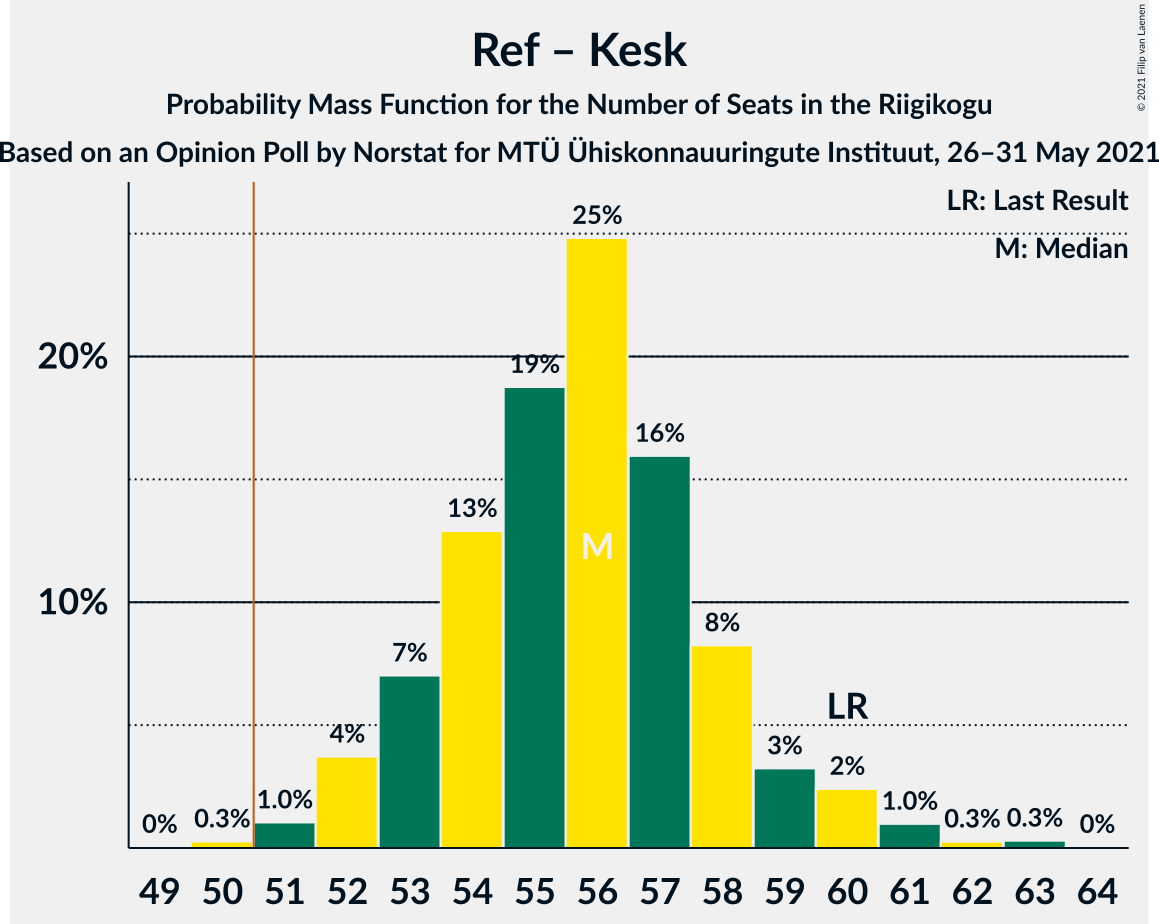 Ref – Kesk
Probability Mass Function for the Number of Seats in the Riigikogu
Based on an Opinion Poll by Norstat for MTÜ Ühiskonnauuringute Instituut, 26–31 May 2021
© 2021 Filip van Laenen
LR: Last Result
M: Median
20%
10%
0%
0.3%
1.0%
4%
7%
13%
19%
25%
M
16%
8%
3%
LR
2%
1.0%
0.3%
0.3%
0%
49 50 51 52 53 54 55 56 57 58 59 60 61 62 63 64